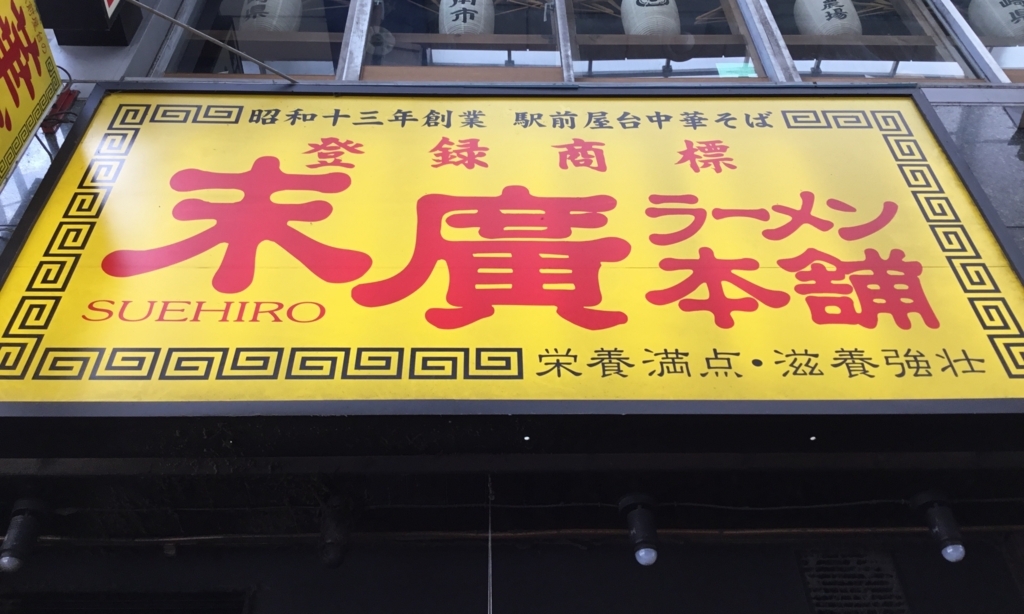 昭和十三年創業 駅前屋台中華そば
登録商標
末廣
ラーメン
本舗
SUEHIRO
栄養満点・滋養強壮